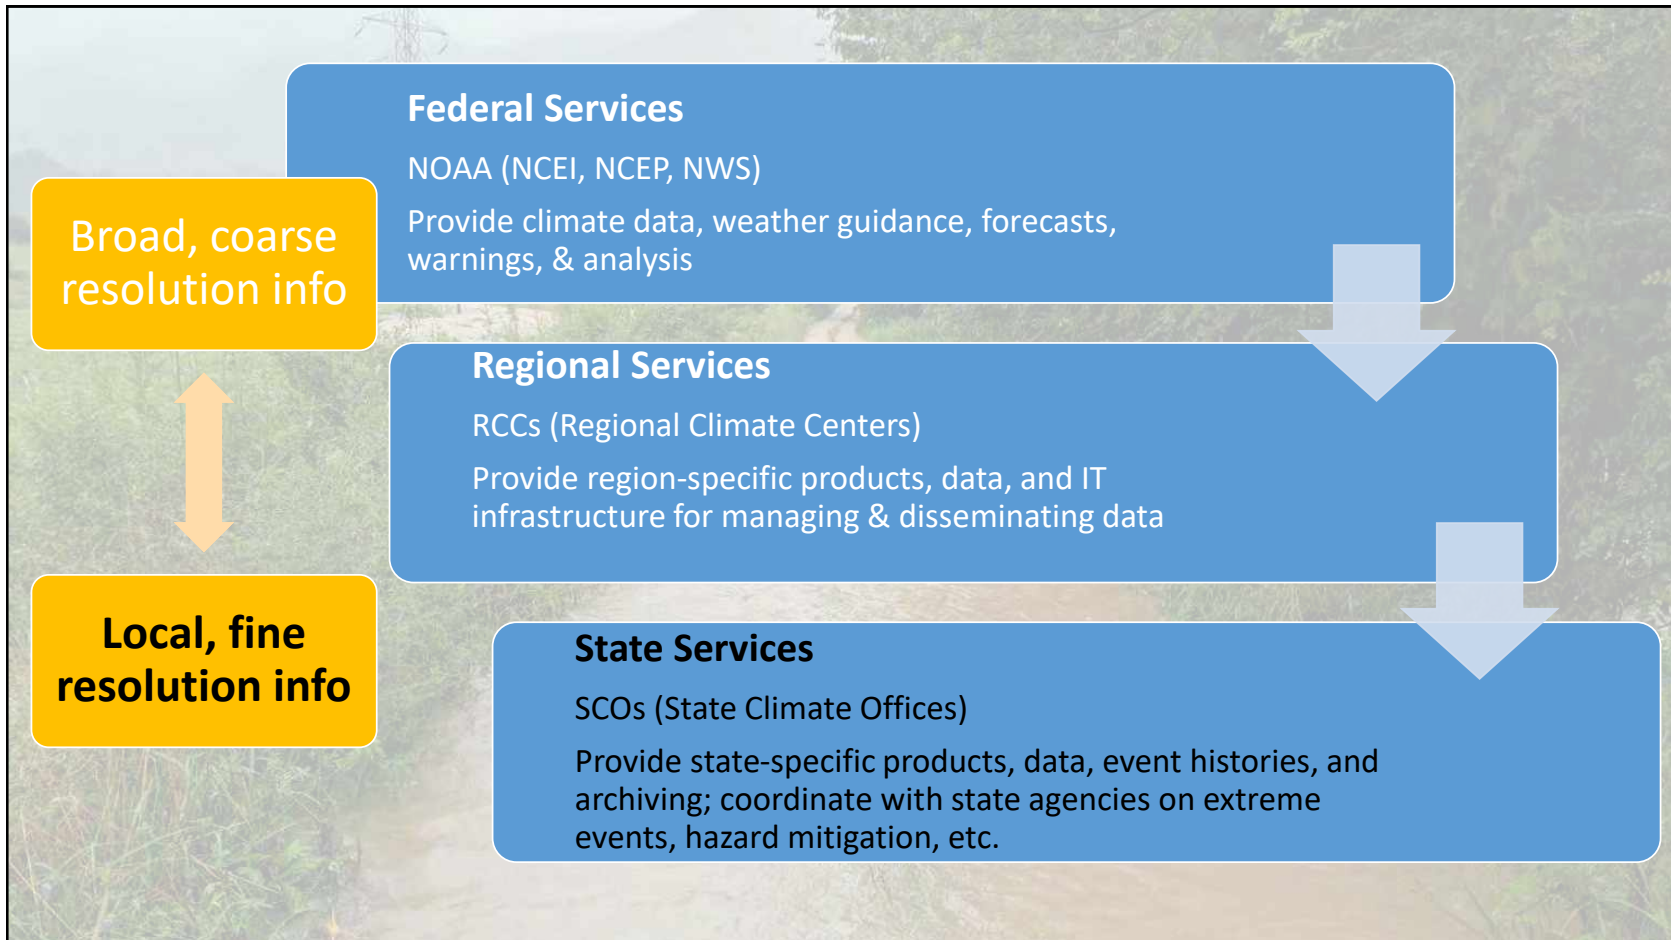 Federal Services
NOAA (NCEI, NCEP, NWS)
Provide climate data, weather guidance, forecasts,
warnings, & analysis
Broad, coarse
resolution info
Regional Services
RCCs (Regional Climate Centers)
Provide region-specific products, data, and IT
infrastructure for managing & disseminating data
Local, fine
resolution info
State Services
SCOs (State Climate Offices)
Provide state-specific products, data, event histories, and
archiving; coordinate with state agencies on extreme
events, hazard mitigation, etc.